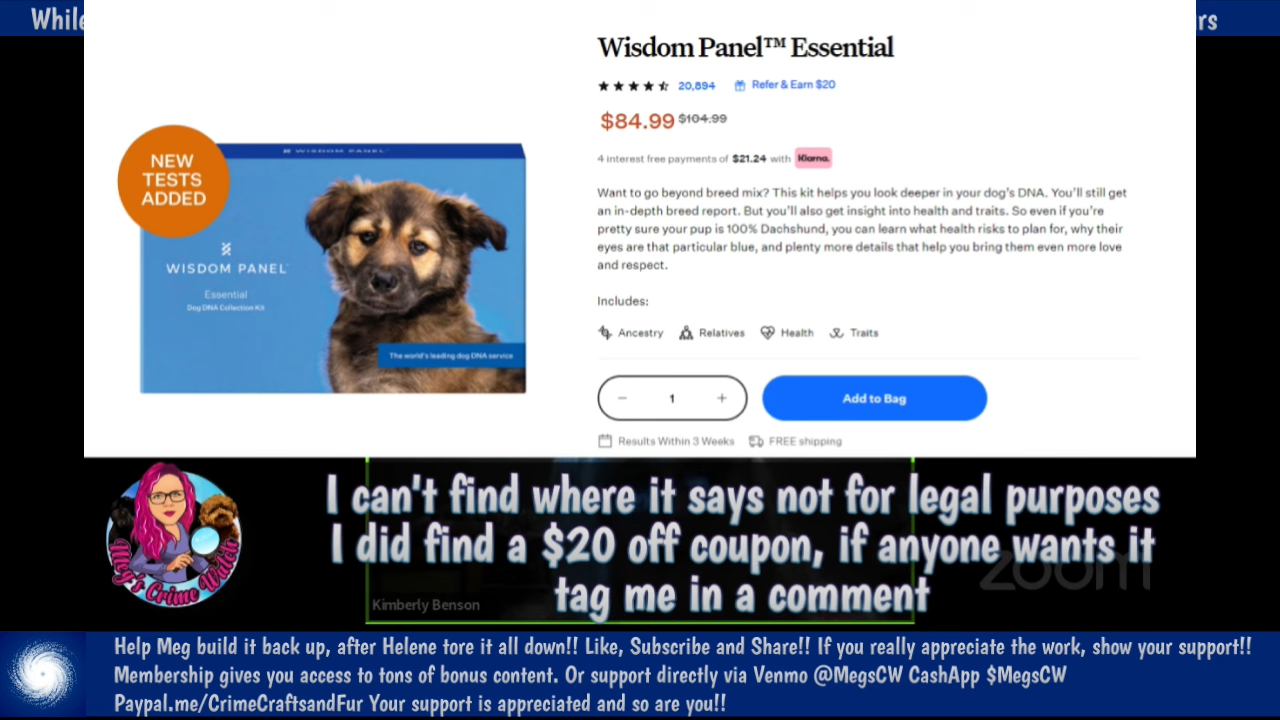 While
rs
Wisdom Panel™ Essential
20,894 Refer & Earn $20
$84.99 $104.99
4 interest free payments of $21.24 with Klarna.
Want to go beyond breed mix? This kit helps you look deeper in your dog's DNA. You'll still get
an in-depth breed report. But you'll also get insight into health and traits. So even if you're
pretty sure your pup is 100% Dachshund, you can learn what health risks to plan for, why their
eyes are that particular blue, and plenty more details that help you bring them even more love
and respect.
Includes:
Ancestry Relatives Health Traits
− 1 + Add to Bag
Results Within 3 Weeks FREE shipping
NEW
TESTS
ADDED
WISDOM PANEL
WISDOM PANEL
Essential
Dog DNA Collection Kit
The world's leading dog DNA service
I can't find where it says not for legal purposes
I did find a $20 off coupon, if anyone wants it
tag me in a comment
Meg's Crime Watch
Kimberly Benson
zoom
Help Meg build it back up, after Helene tore it all down!! Like, Subscribe and Share!! If you really appreciate the work, show your support!!
Membership gives you access to tons of bonus content. Or support directly via Venmo @MegsCW CashApp $MegsCW
Paypal.me/CrimeCraftsandFur Your support is appreciated and so are you!!